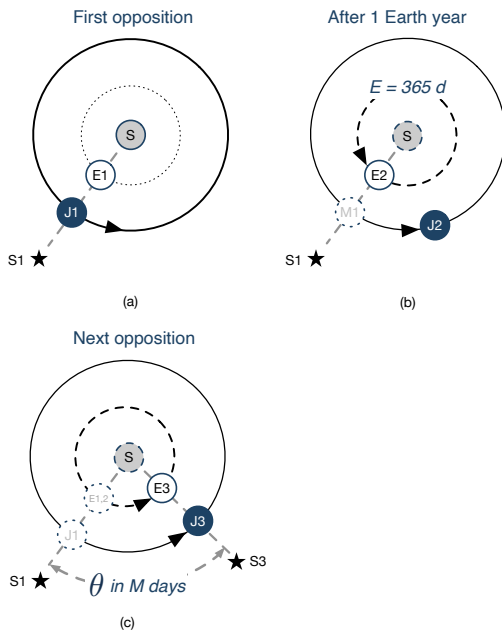 First opposition
After 1 Earth year
S
E1
J1
S1
(a)
E = 365 d
S
E2
M1
J2
S1
(b)
Next opposition
S
E1,2
E3
J1
J3
S1
S3
θ in M days
(c)